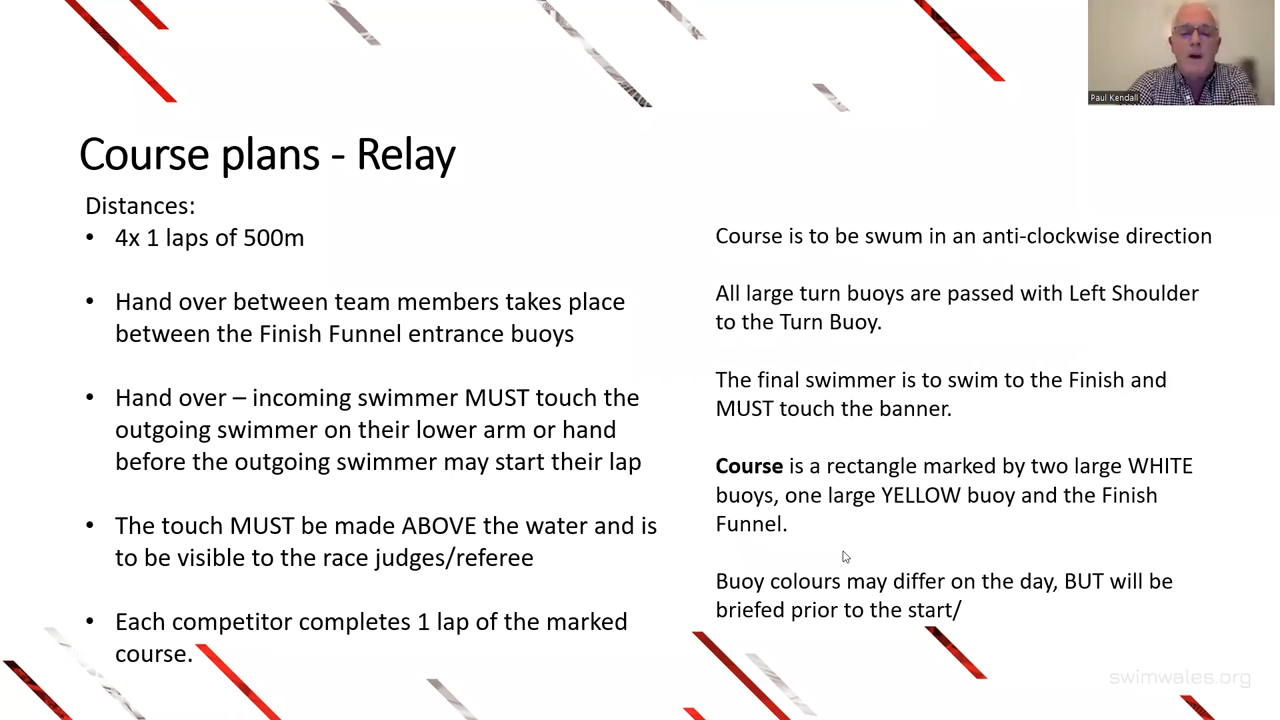 Paul Kendall
Course plans - Relay
Distances:
• 4x 1 laps of 500m
• Hand over between team members takes place
between the Finish Funnel entrance buoys
• Hand over – incoming swimmer MUST touch the
outgoing swimmer on their lower arm or hand
before the outgoing swimmer may start their lap
• The touch MUST be made ABOVE the water and is
to be visible to the race judges/referee
• Each competitor completes 1 lap of the marked
course.
Course is to be swum in an anti-clockwise direction
All large turn buoys are passed with Left Shoulder
to the Turn Buoy.
The final swimmer is to swim to the Finish and
MUST touch the banner.
Course is a rectangle marked by two large WHITE
buoys, one large YELLOW buoy and the Finish
Funnel.
Buoy colours may differ on the day, BUT will be
briefed prior to the start/
swimwales.org